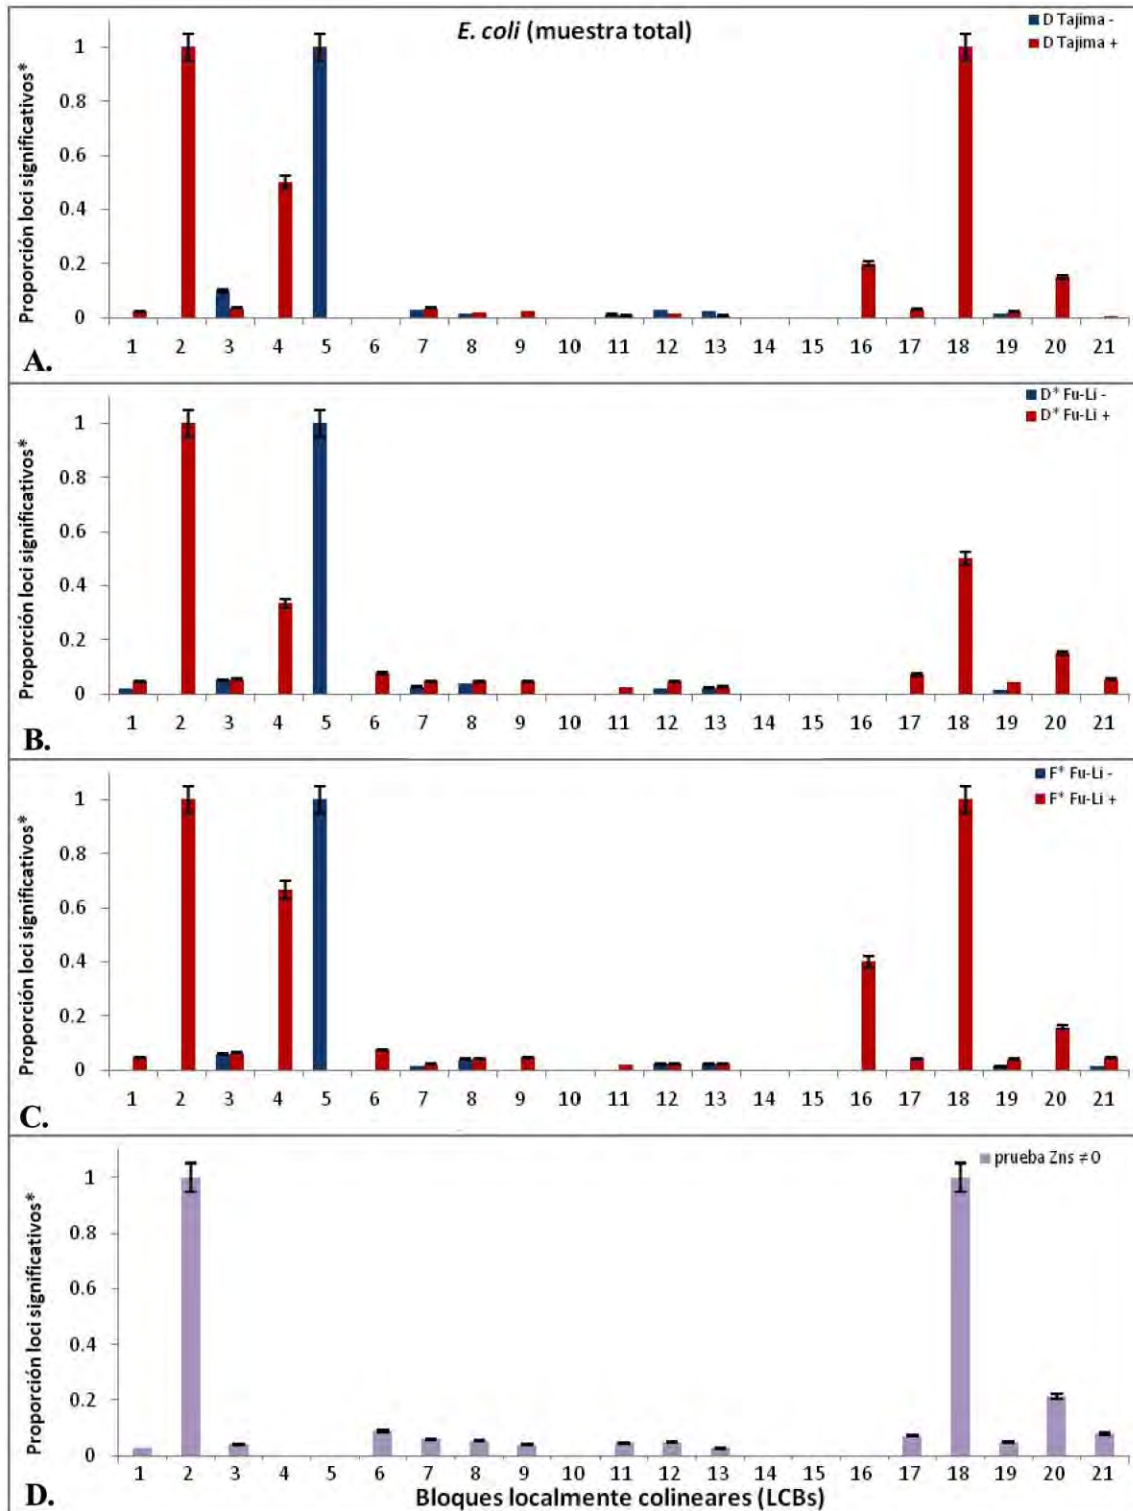 E. coli (muestra total)
D Tajima -
D Tajima +
Proporción loci significativos*
1
0.8
0.6
0.4
0.2
0
1 2 3 4 5 6 7 8 9 10 11 12 13 14 15 16 17 18 19 20 21
A.
D* Fu-Li -
D* Fu-Li +
Proporción loci significativos*
1
0.8
0.6
0.4
0.2
0
1 2 3 4 5 6 7 8 9 10 11 12 13 14 15 16 17 18 19 20 21
B.
F* Fu-Li -
F* Fu-Li +
Proporción loci significativos*
1
0.8
0.6
0.4
0.2
0
1 2 3 4 5 6 7 8 9 10 11 12 13 14 15 16 17 18 19 20 21
C.
prueba Zns ≠ 0
Proporción loci significativos*
1
0.8
0.6
0.4
0.2
0
1 2 3 4 5 6 7 8 9 10 11 12 13 14 15 16 17 18 19 20 21
D.
Bloques localmente colineares (LCBs)